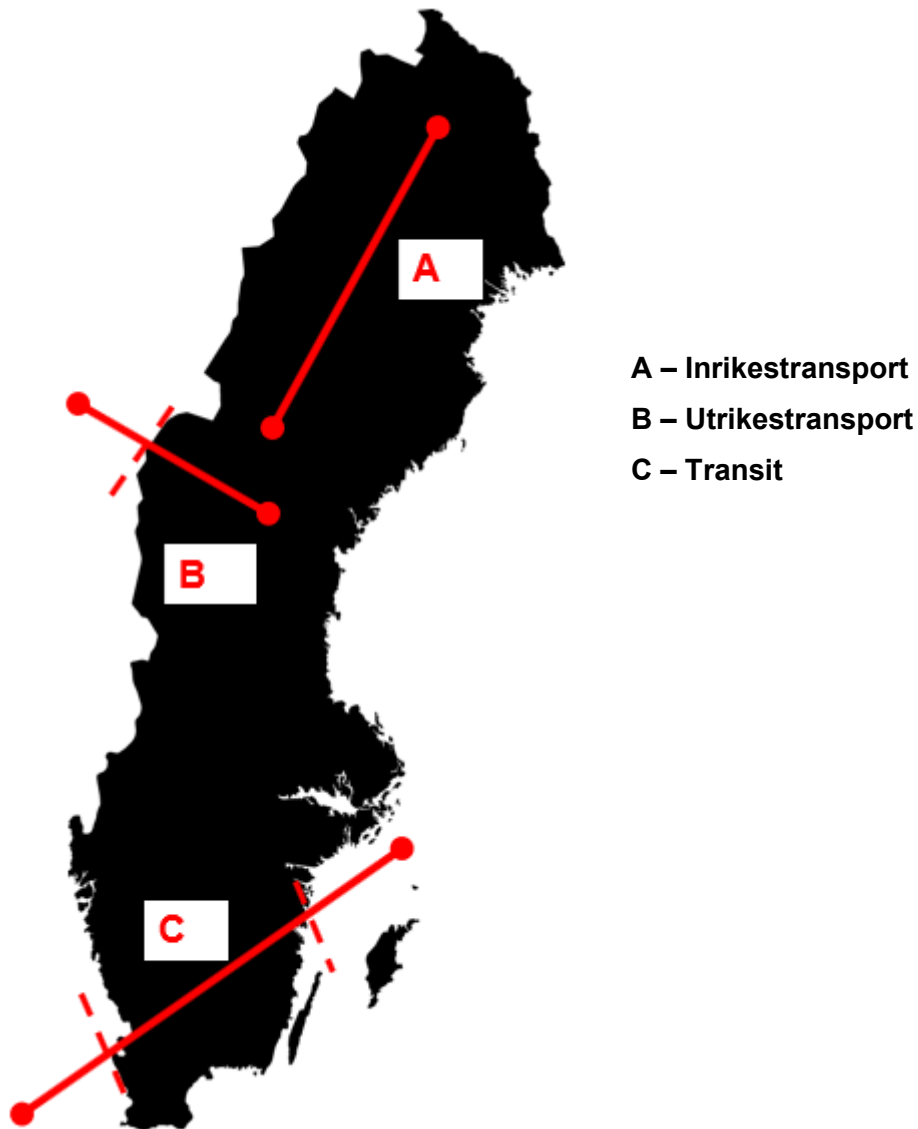 A
B
C
A – Inrikestransport
B – Utrikestransport
C – Transit